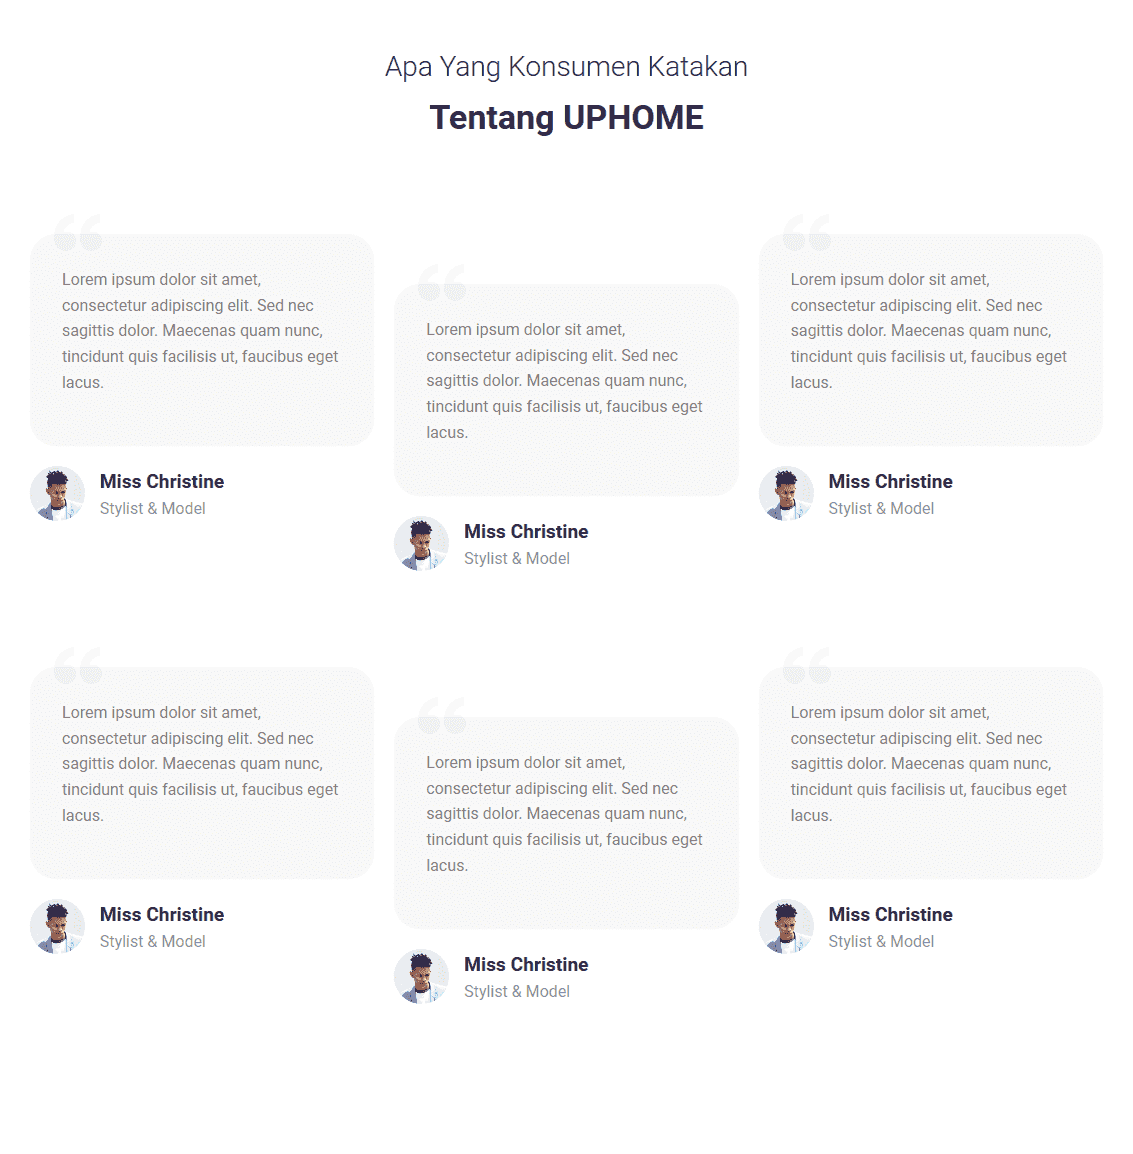 Apa Yang Konsumen Katakan
Tentang UPHOME
Lorem ipsum dolor sit amet,
consectetur adipiscing elit. Sed nec
sagittis dolor. Maecenas quam nunc,
tincidunt quis facilisis ut, faucibus eget
lacus.
Miss Christine
Stylist & Model
Lorem ipsum dolor sit amet,
consectetur adipiscing elit. Sed nec
sagittis dolor. Maecenas quam nunc,
tincidunt quis facilisis ut, faucibus eget
lacus.
Miss Christine
Stylist & Model
Lorem ipsum dolor sit amet,
consectetur adipiscing elit. Sed nec
sagittis dolor. Maecenas quam nunc,
tincidunt quis facilisis ut, faucibus eget
lacus.
Miss Christine
Stylist & Model
Lorem ipsum dolor sit amet,
consectetur adipiscing elit. Sed nec
sagittis dolor. Maecenas quam nunc,
tincidunt quis facilisis ut, faucibus eget
lacus.
Miss Christine
Stylist & Model
Lorem ipsum dolor sit amet,
consectetur adipiscing elit. Sed nec
sagittis dolor. Maecenas quam nunc,
tincidunt quis facilisis ut, faucibus eget
lacus.
Miss Christine
Stylist & Model
Lorem ipsum dolor sit amet,
consectetur adipiscing elit. Sed nec
sagittis dolor. Maecenas quam nunc,
tincidunt quis facilisis ut, faucibus eget
lacus.
Miss Christine
Stylist & Model